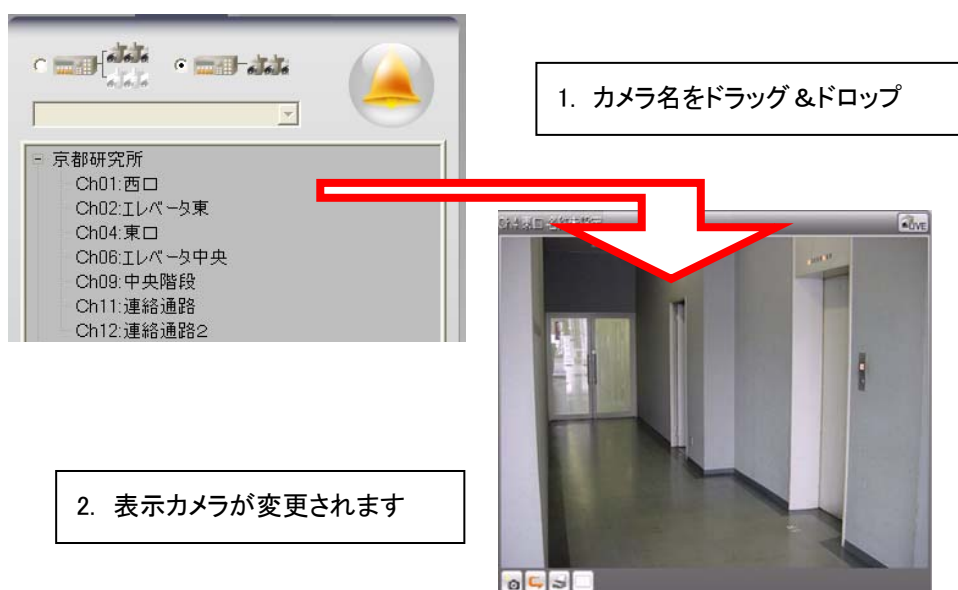 1. カメラ名をドラッグ&ドロップ
京都研究所
Ch01:西口
Ch02:エレベータ東
Ch04:東口
Ch06:エレベータ中央
Ch09:中央階段
Ch11:連絡通路
Ch12:連絡通路2
LIVE
2. 表示カメラが変更されます